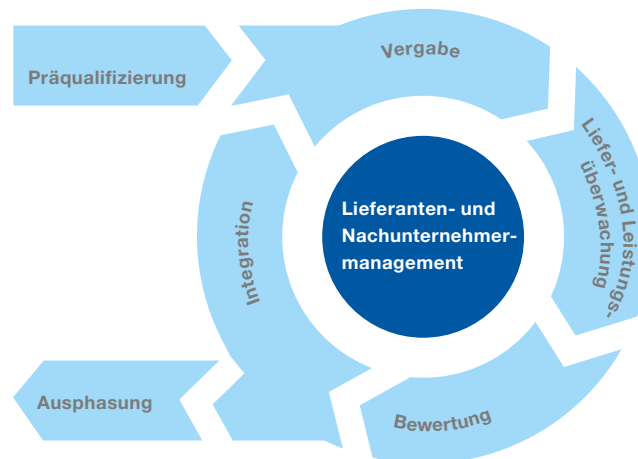 Präqualifizierung
Vergabe
Liefer- und Leistungs-
überwachung
Lieferanten- und
Nachunternehmer-
management
Integration
Ausphasung
Bewertung